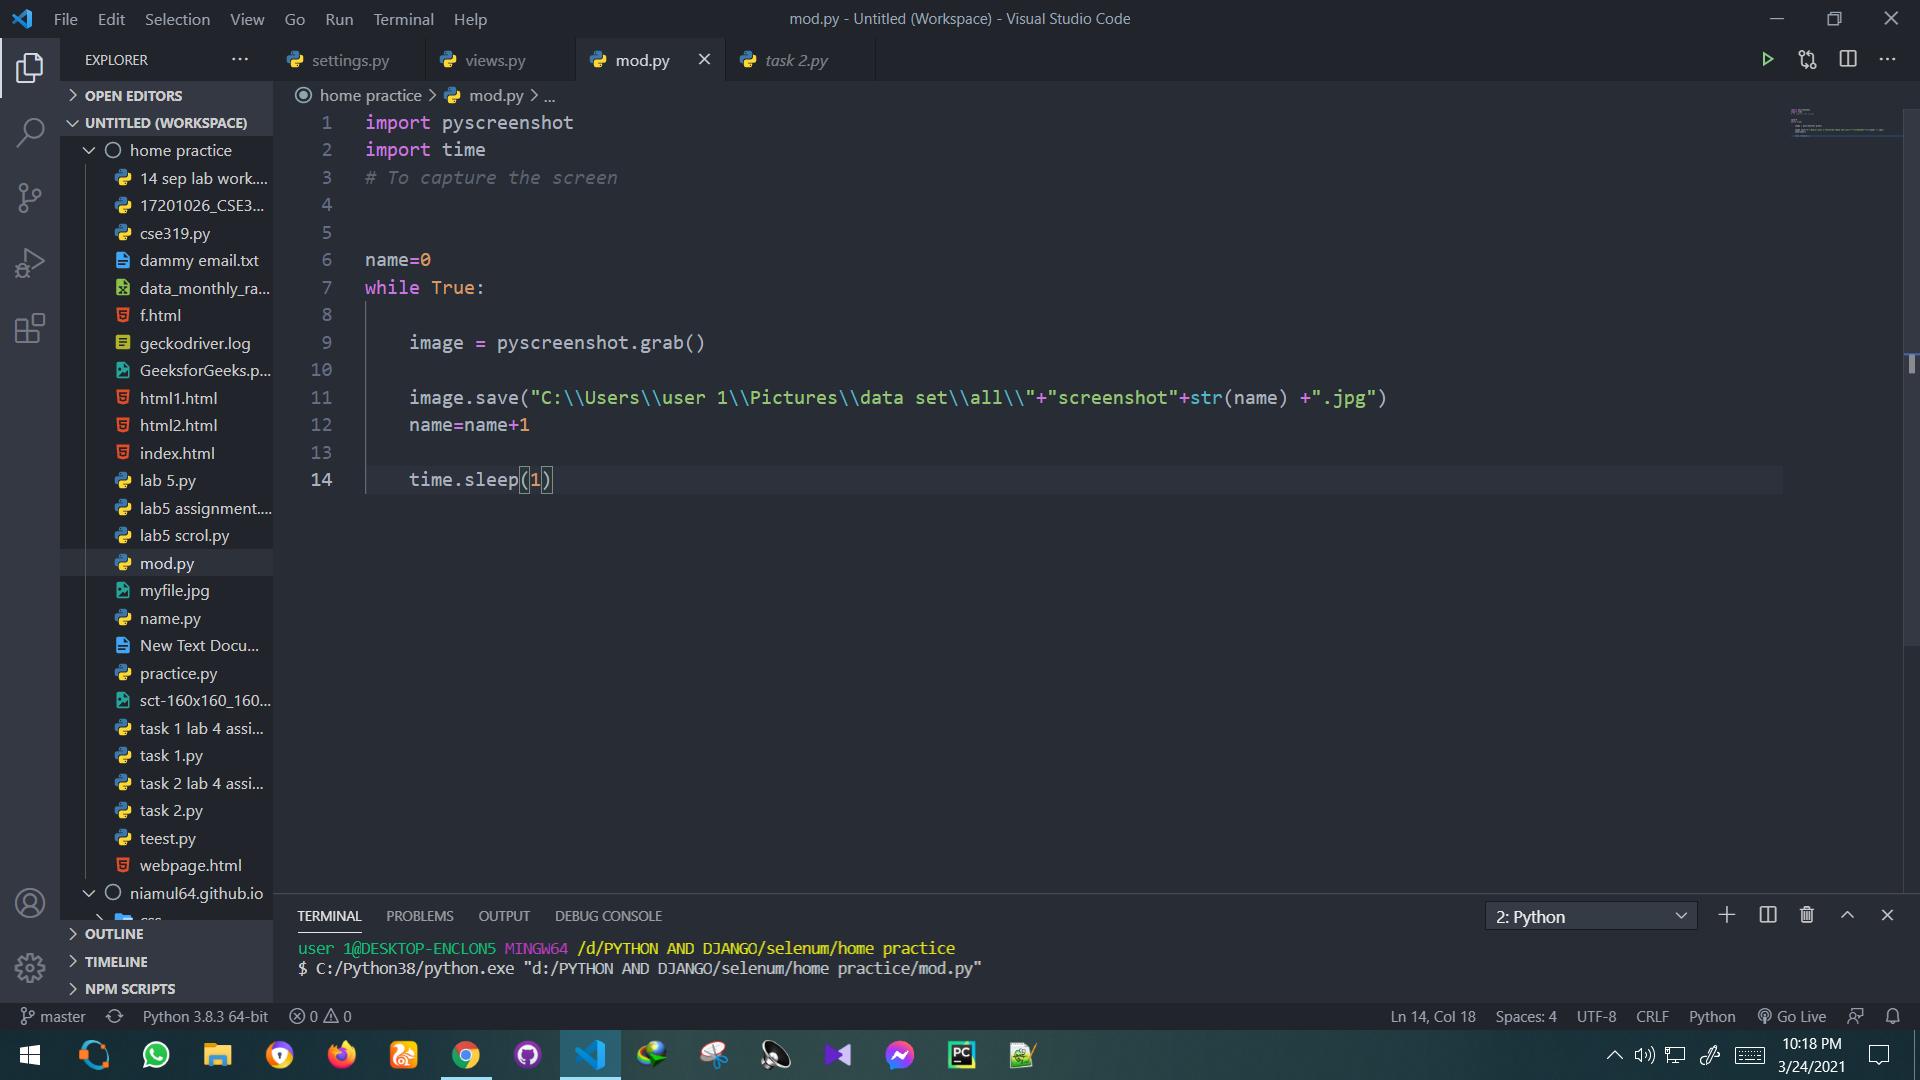 File Edit Selection View Go Run Terminal Help
mod.py - Untitled (Workspace) - Visual Studio Code
EXPLORER
settings.py
views.py
mod.py
task 2.py
OPEN EDITORS
UNTITLED (WORKSPACE)
home practice
14 sep lab work....
17201026_CSE3...
cse319.py
dammy email.txt
data_monthly_ra...
f.html
geckodriver.log
GeeksforGeeks.p...
html1.html
html2.html
index.html
lab 5.py
lab5 assignment....
lab5 scrol.py
mod.py
myfile.jpg
name.py
New Text Docu...
practice.py
sct-160x160_160...
task 1 lab 4 assi...
task 1.py
task 2 lab 4 assi...
task 2.py
teest.py
webpage.html
niamul64.github.io
css
OUTLINE
TIMELINE
NPM SCRIPTS
home practice > mod.py > ...
1 import pyscreenshot
2 import time
3 # To capture the screen
4
5
6 name=0
7 while True:
8
9 image = pyscreenshot.grab()
10
11 image.save("C:\\Users\\user 1\\Pictures\\data set\\all\\"+"screenshot"+str(name) +".jpg")
12 name=name+1
13
14 time.sleep(1)
TERMINAL PROBLEMS OUTPUT DEBUG CONSOLE
2: Python
user 1@DESKTOP-ENCLON5 MINGW64 /d/PYTHON AND DJANGO/selenum/home practice
$ C:/Python38/python.exe "d:/PYTHON AND DJANGO/selenum/home practice/mod.py"
master Python 3.8.3 64-bit 0 0
Ln 14, Col 18 Spaces: 4 UTF-8 CRLF Python Go Live
PC
10:18 PM
3/24/2021